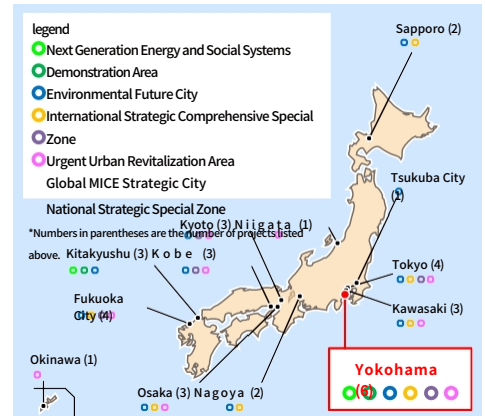 Sapporo (2)
legend
Next Generation Energy and Social Systems
Demonstration Area
Environmental Future City
International Strategic Comprehensive Special
Zone
Urgent Urban Revitalization Area
Global MICE Strategic City
National Strategic Special Zone
*Numbers in parentheses are the number of projects listed
above.
Tsukuba City
(1)
Kyoto (3) Niigata (1)
Kitakyushu (3) Kobe (3)
Tokyo (4)
Fukuoka
City (4)
Kawasaki (3)
Okinawa (1)
Yokohama
(6)
Osaka (3) Nagoya (2)